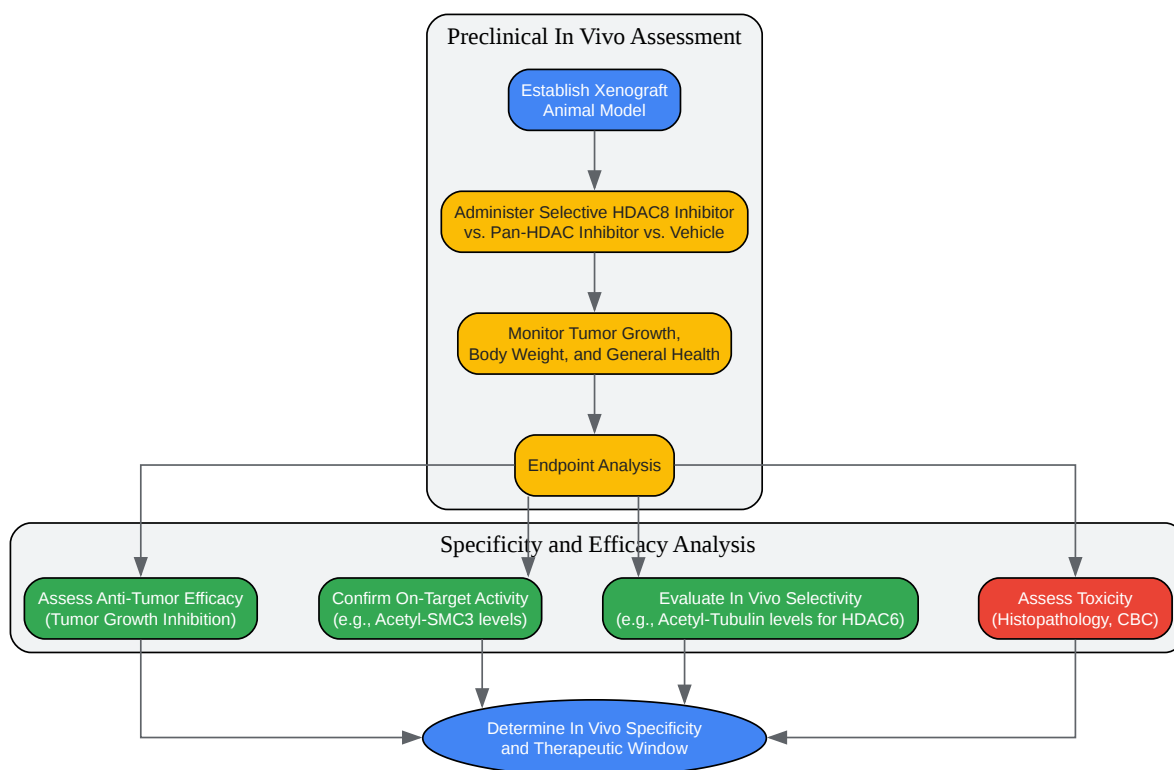 Preclinical In Vivo Assessment
Establish Xenograft
Animal Model
Administer Selective HDAC8 Inhibitor
vs. Pan-HDAC Inhibitor vs. Vehicle
Monitor Tumor Growth,
Body Weight, and General Health
Endpoint Analysis
Specificity and Efficacy Analysis
Assess Anti-Tumor Efficacy
(Tumor Growth Inhibition)
Confirm On-Target Activity
(e.g., Acetyl-SMC3 levels)
Evaluate In Vivo Selectivity
(e.g., Acetyl-Tubulin levels for HDAC6)
Assess Toxicity
(Histopathology, CBC)
Determine In Vivo Specificity
and Therapeutic Window